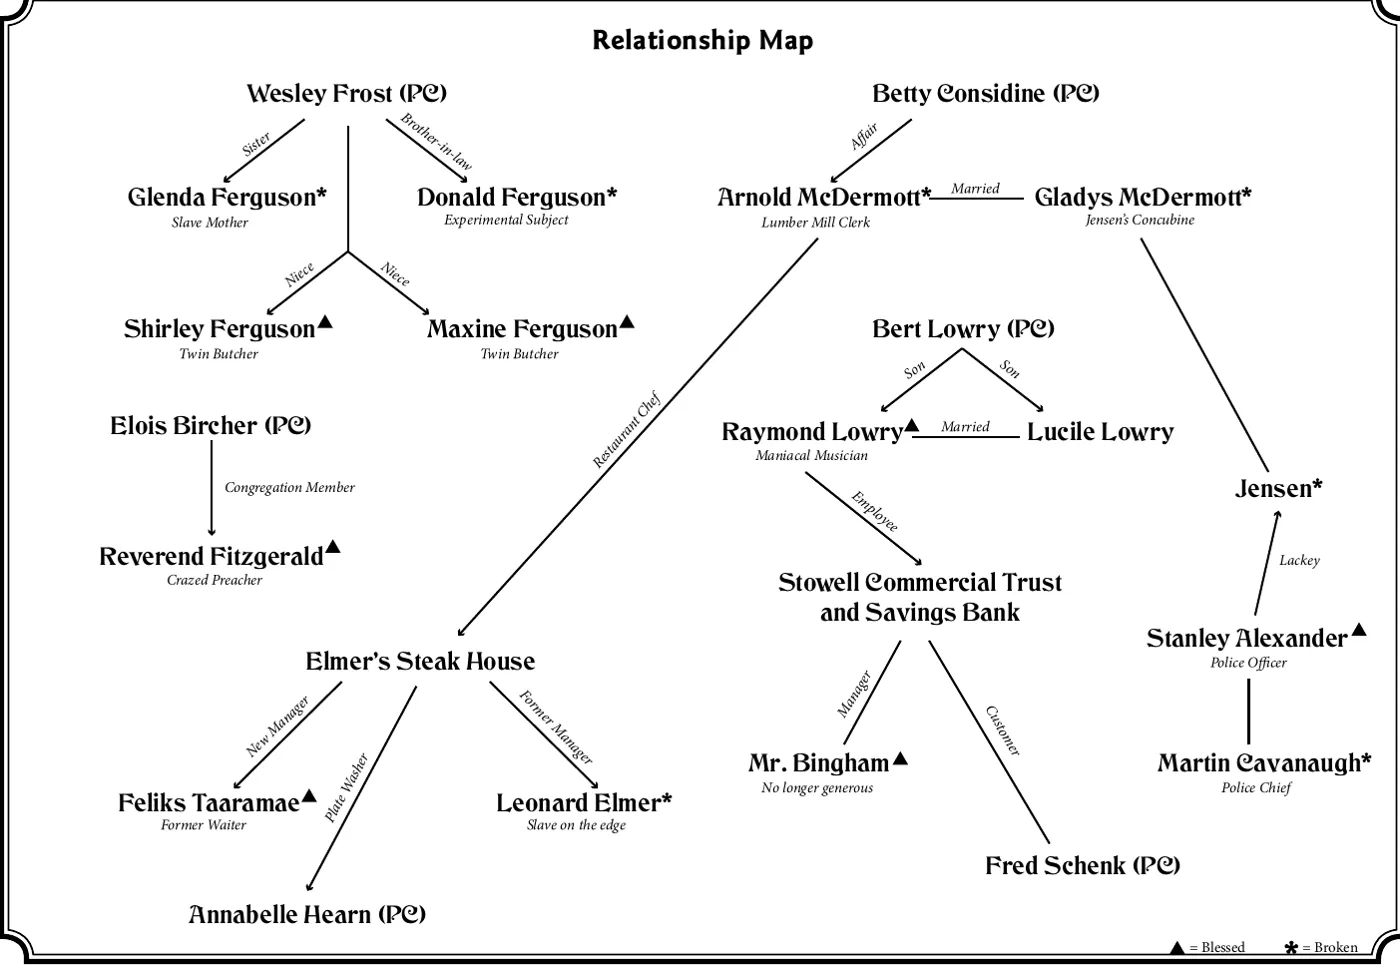 Relationship Map
Wesley Frost (PC)
Betty Considine (PC)
Sister
Brother-in-law
Affair
Glenda Ferguson*
Slave Mother
Donald Ferguson*
Experimental Subject
Arnold McDermott*
Lumber Mill Clerk
Married
Gladys McDermott*
Jensen's Concubine
Niece
Niece
Shirley Ferguson▲
Twin Butcher
Maxine Ferguson▲
Twin Butcher
Bert Lowry (PC)
Son
Son
Restaurant Chef
Elois Bircher (PC)
Raymond Lowry▲
Maniacal Musician
Married
Lucile Lowry
Congregation Member
Employee
Jensen*
Reverend Fitzgerald▲
Crazed Preacher
Lackey
Stowell Commercial Trust
and Savings Bank
Stanley Alexander▲
Police Officer
Elmer's Steak House
New Manager
Plate Washer
Former Manager
Manager
Customer
Mr. Bingham▲
No longer generous
Martin Cavanaugh*
Police Chief
Feliks Taaramae▲
Former Waiter
Leonard Elmer*
Slave on the edge
Fred Schenk (PC)
Annabelle Hearn (PC)
▲ = Blessed
* = Broken